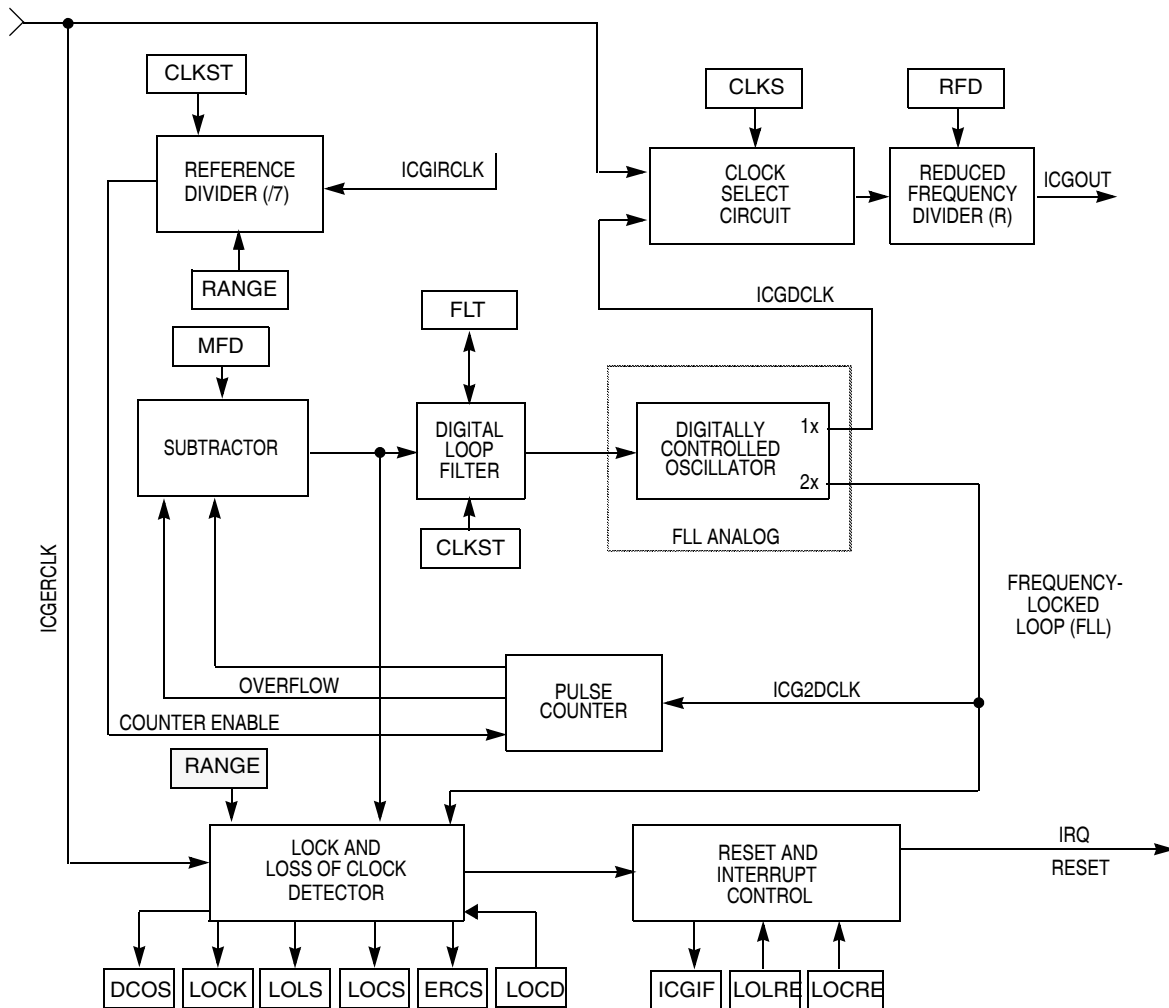 CLKST
CLKS
RFD
REFERENCE
DIVIDER (/7)
ICGIRCLK
CLOCK
SELECT
CIRCUIT
REDUCED
FREQUENCY
DIVIDER (R)
ICGOUT
RANGE
ICGDCLK
FLT
MFD
SUBTRACTOR
DIGITAL
LOOP
FILTER
DIGITALLY
CONTROLLED
OSCILLATOR
1x
2x
FLL ANALOG
CLKST
ICGERCLK
FREQUENCY-
LOCKED
LOOP (FLL)
OVERFLOW
PULSE
COUNTER
ICG2DCLK
COUNTER ENABLE
RANGE
LOCK AND
LOSS OF CLOCK
DETECTOR
RESET AND
INTERRUPT
CONTROL
IRQ
RESET
DCOS
LOCK
LOLS
LOCS
ERCS
LOCD
ICGIF
LOLRE
LOCRE